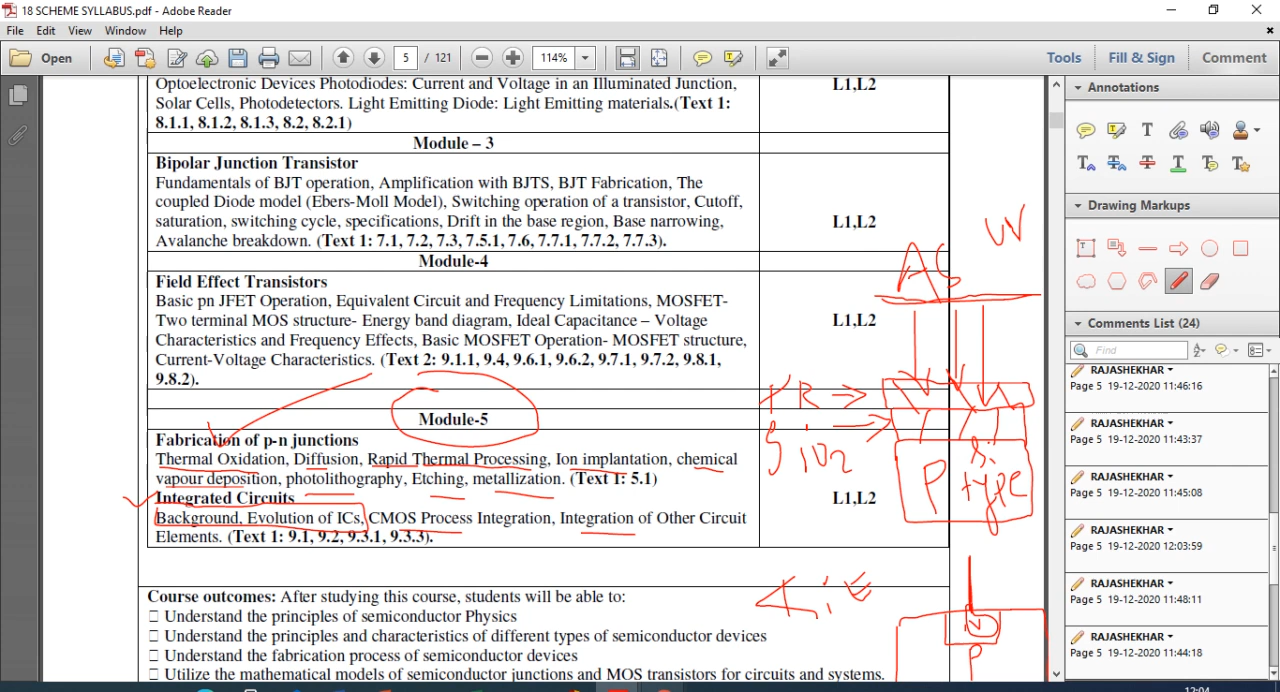 18 SCHEME SYLLABUS.pdf - Adobe Reader
File Edit View Window Help
Open 5 / 121 114% Tools Fill & Sign Comment
Optoelectronic Devices Photodiodes: Current and Voltage in an Illuminated Junction, Solar Cells, Photodetectors. Light Emitting Diode: Light Emitting materials.(Text 1:
8.1.1, 8.1.2, 8.1.3, 8.2, 8.2.1)
L1,L2
Module – 3
Bipolar Junction Transistor
Fundamentals of BJT operation, Amplification with BJTS, BJT Fabrication, The
coupled Diode model (Ebers-Moll Model), Switching operation of a transistor, Cutoff,
saturation, switching cycle, specifications, Drift in the base region, Base narrowing,
Avalanche breakdown. (Text 1: 7.1, 7.2, 7.3, 7.5.1, 7.6, 7.7.1, 7.7.2, 7.7.3).
L1,L2
Module-4
Field Effect Transistors
Basic pn JFET Operation, Equivalent Circuit and Frequency Limitations, MOSFET-
Two terminal MOS structure- Energy band diagram, Ideal Capacitance – Voltage
Characteristics and Frequency Effects, Basic MOSFET Operation- MOSFET structure,
Current-Voltage Characteristics. (Text 2: 9.1.1, 9.4, 9.6.1, 9.6.2, 9.7.1, 9.7.2, 9.8.1,
9.8.2).
L1,L2
Module-5
Fabrication of p-n junctions
Thermal Oxidation, Diffusion, Rapid Thermal Processing, Ion implantation, chemical
vapour deposition, photolithography, Etching, metallization. (Text 1: 5.1)
Integrated Circuits
Background, Evolution of ICs, CMOS Process Integration, Integration of Other Circuit
Elements. (Text 1: 9.1, 9.2, 9.3.1, 9.3.3).
L1,L2
Course outcomes: After studying this course, students will be able to:
Understand the principles of semiconductor Physics
Understand the principles and characteristics of different types of semiconductor devices
Understand the fabrication process of semiconductor devices
Utilize the mathematical models of semiconductor junctions and MOS transistors for circuits and systems.
UV
PR
SiO2
Si
P type
P
Annotations
Drawing Markups
Comments List (24)
Find
RAJASHEKHAR
Page 5 19-12-2020 11:46:16
RAJASHEKHAR
Page 5 19-12-2020 11:43:37
RAJASHEKHAR
Page 5 19-12-2020 11:45:08
RAJASHEKHAR
Page 5 19-12-2020 12:03:59
RAJASHEKHAR
Page 5 19-12-2020 11:48:11
RAJASHEKHAR
Page 5 19-12-2020 11:44:18